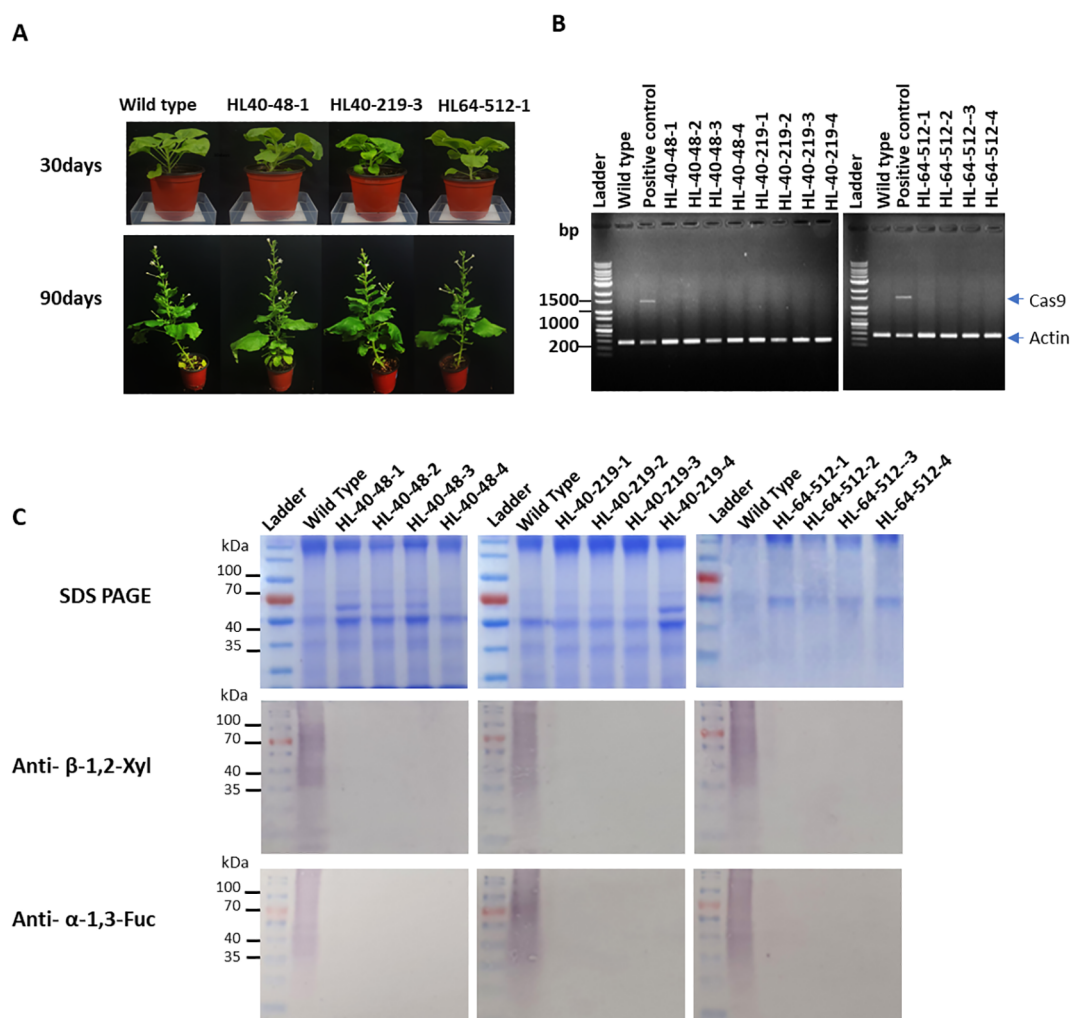 A
Wild type HL40-48-1 HL40-219-3 HL64-512-1
30days
90days
B
Ladder
Wild type
Positive control
HL-40-48-1
HL-40-48-2
HL-40-48-3
HL-40-48-4
HL-40-219-1
HL-40-219-2
HL-40-219-3
HL-40-219-4
Ladder
Wild type
Positive control
HL-64-512-1
HL-64-512-2
HL-64-512--3
HL-64-512-4
bp
1500
1000
200
Cas9
Actin
C
Ladder
Wild Type
HL-40-48-1
HL-40-48-2
HL-40-48-3
HL-40-48-4
Ladder
Wild Type
HL-40-219-1
HL-40-219-2
HL-40-219-3
HL-40-219-4
Ladder
Wild Type
HL-64-512-1
HL-64-512-2
HL-64-512--3
HL-64-512-4
kDa
100
70
SDS PAGE
40
35
kDa
100
70
Anti- β-1,2-Xyl
40
35
kDa
100
70
Anti- α-1,3-Fuc
40
35